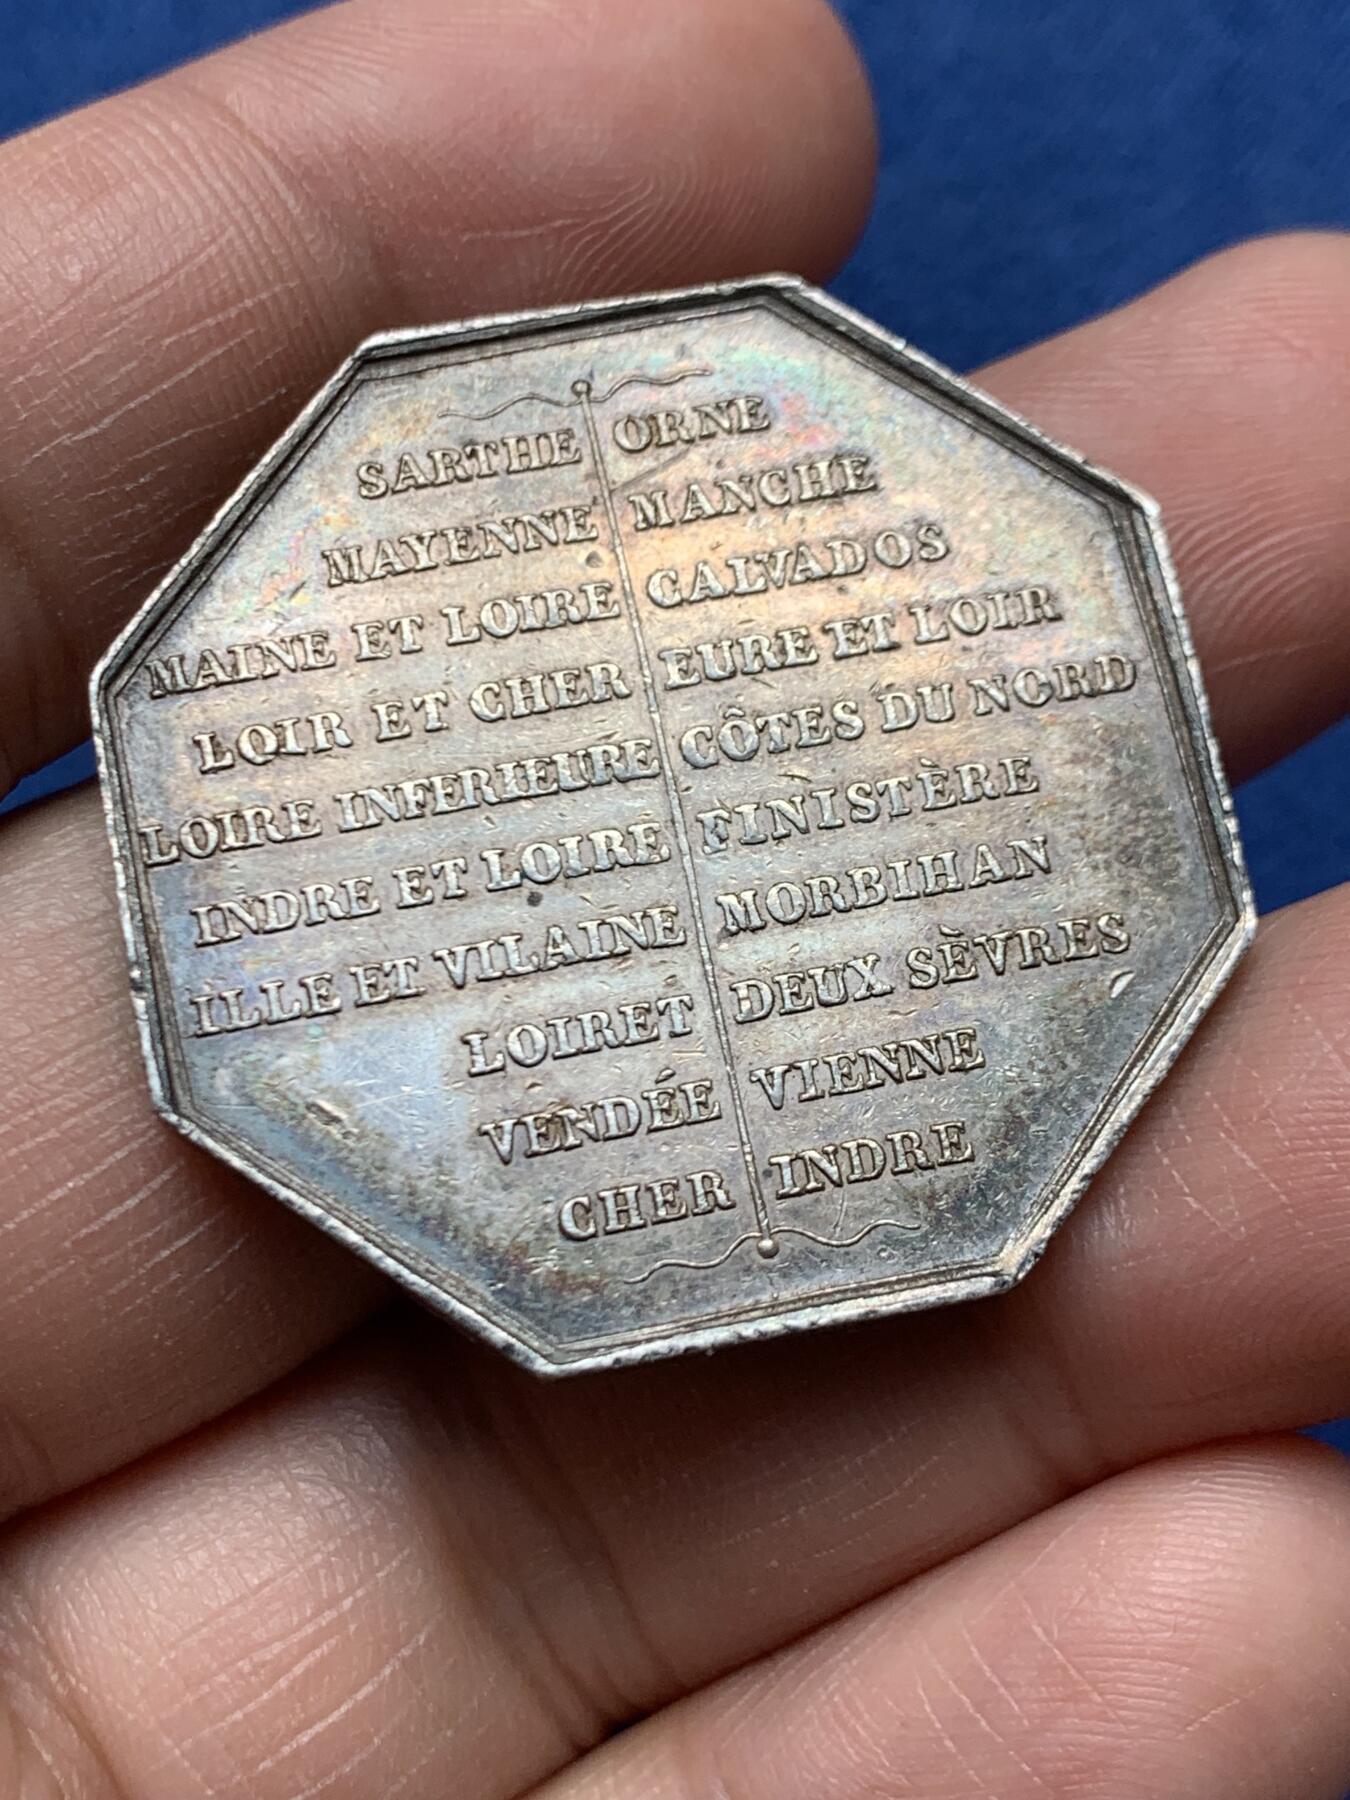 SARTHE ORNE
MAYENNE MANCHE
MAINE ET LOIRE CALVADOS
LOIR ET CHER EURE ET LOIR
LOIRE INFERIEURE CÔTES DU NORD
INDRE ET LOIRE FINISTÈRE
ILLE ET VILAINE MORBIHAN
LOIRET DEUX SÈVRES
VENDÉE VIENNE
CHER INDRE